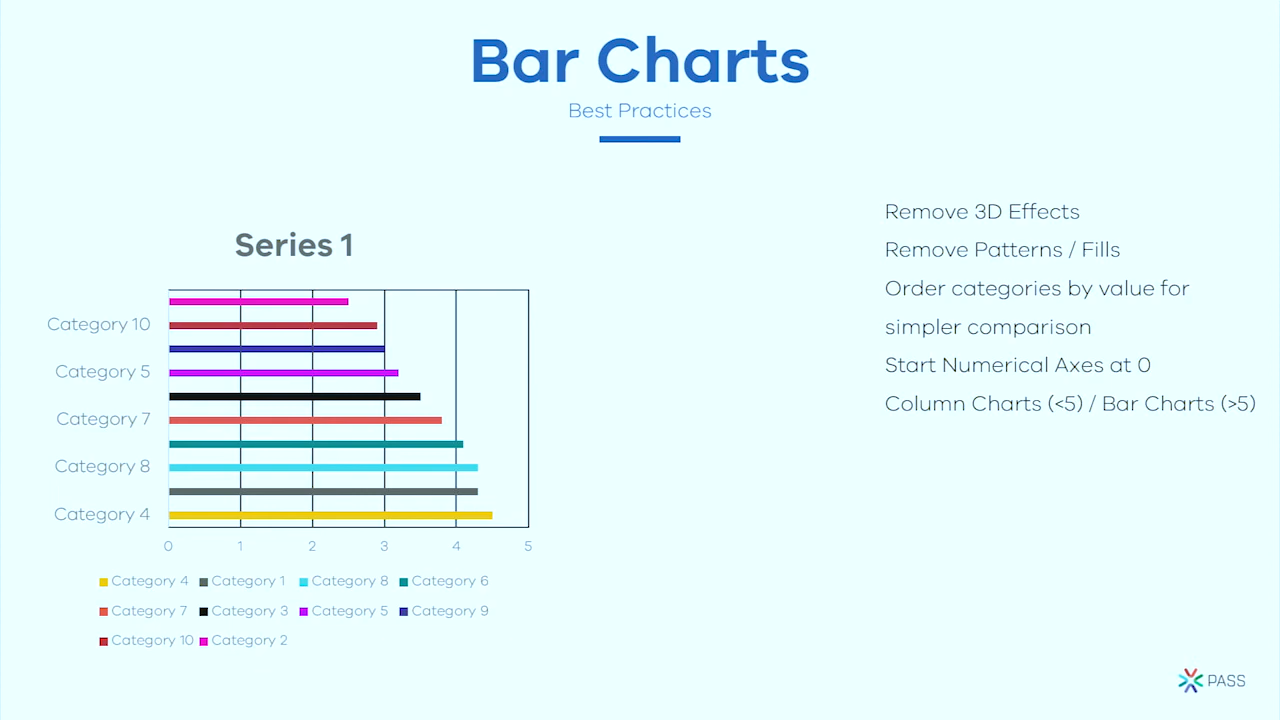 Bar Charts
Best Practices
Series 1
Category 10
Category 5
Category 7
Category 8
Category 4
0 1 2 3 4 5
Category 4 Category 1 Category 8 Category 6
Category 7 Category 3 Category 5 Category 9
Category 10 Category 2
Remove 3D Effects
Remove Patterns / Fills
Order categories by value for
simpler comparison
Start Numerical Axes at 0
Column Charts (<5) / Bar Charts (>5)
PASS